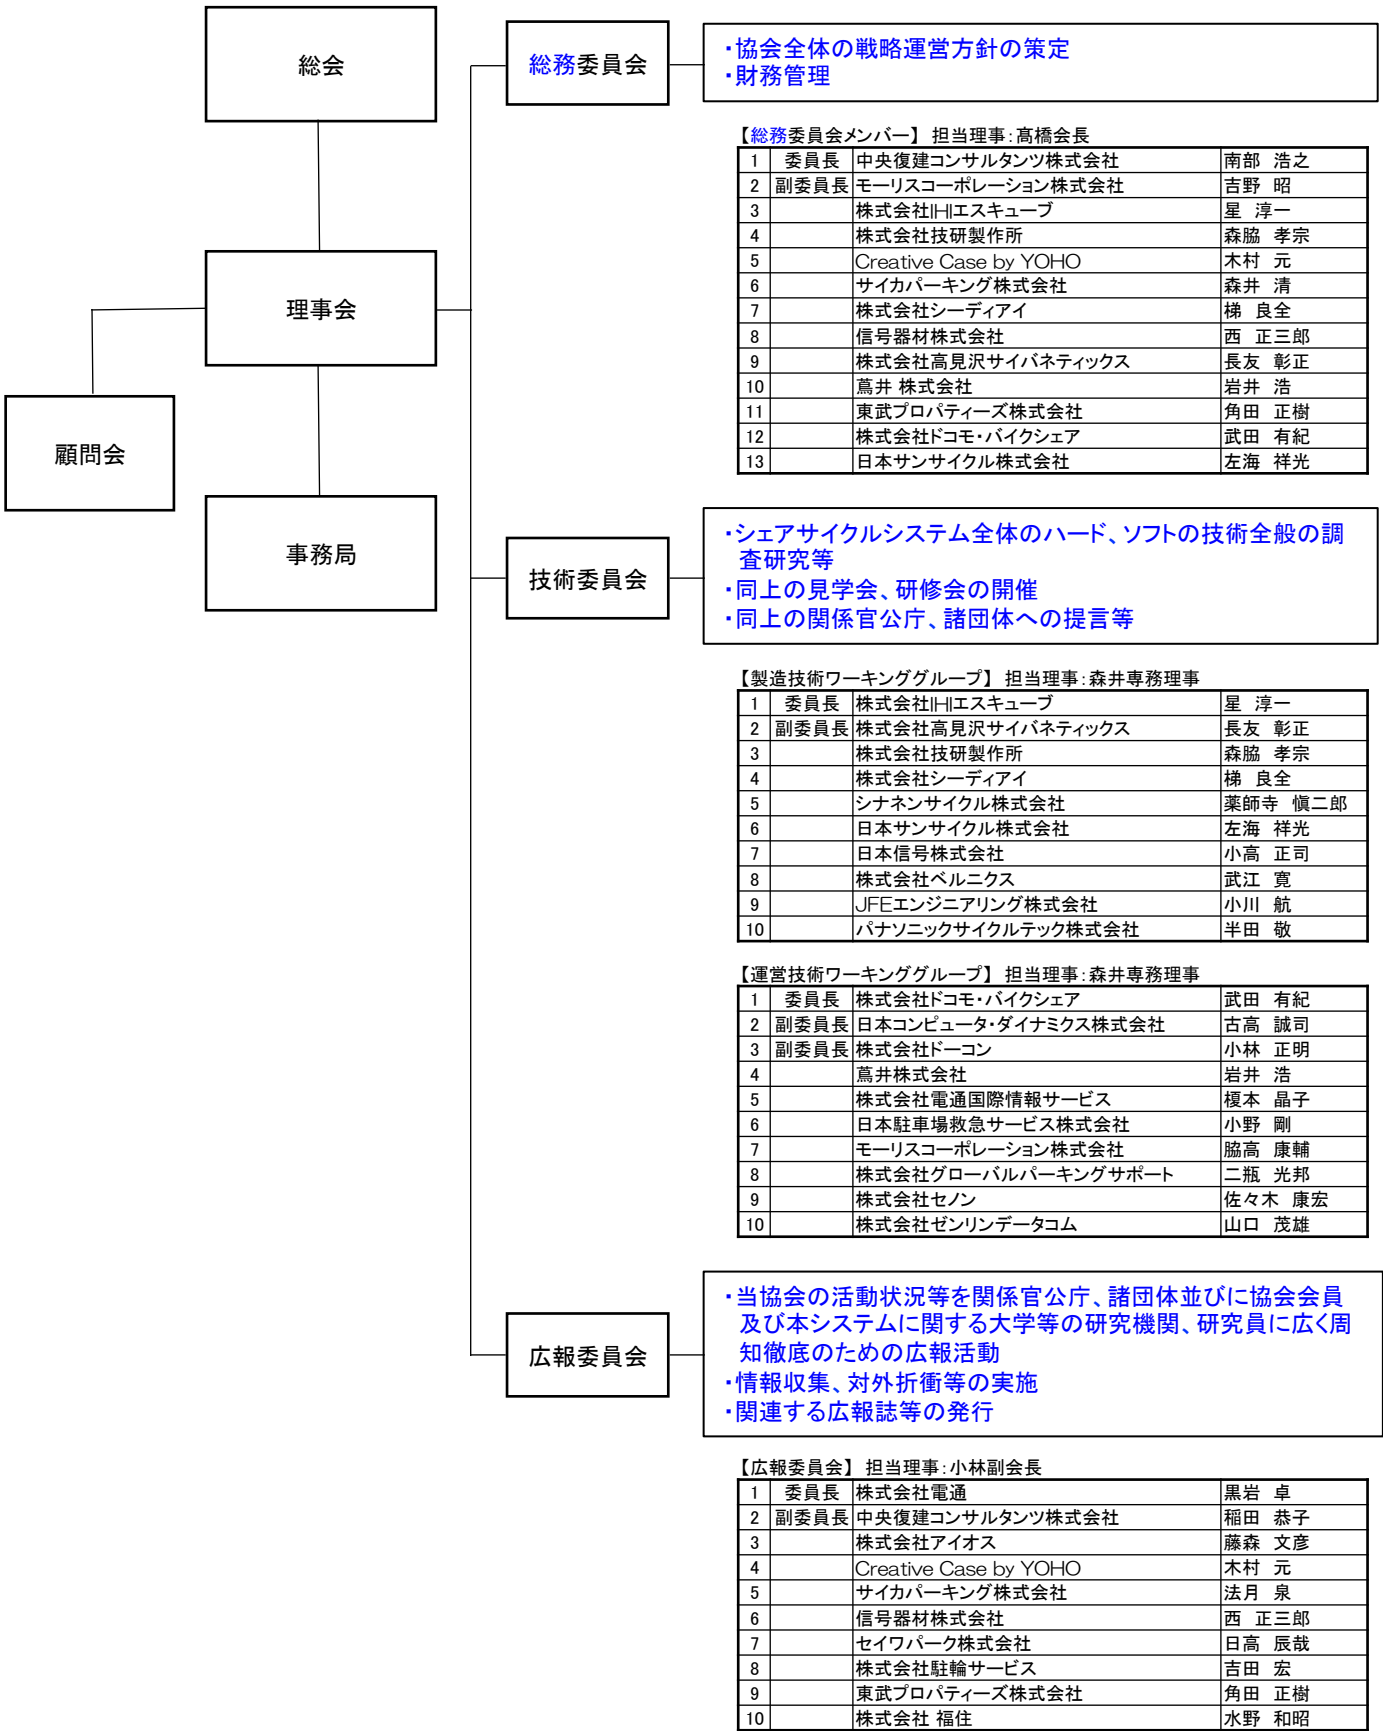 総会
理事会
顧問会
事務局
総務委員会
・協会全体の戦略運営方針の策定
・財務管理
【総務委員会メンバー】 担当理事:髙橋会長
1 委員長 中央復建コンサルタンツ株式会社 南部 浩之
2 副委員長 モーリスコーポレーション株式会社 吉野 昭
3 株式会社IHIエスキューブ 星 淳一
4 株式会社技研製作所 森脇 孝宗
5 Creative Case by YOHO 木村 元
6 サイカパーキング株式会社 森井 清
7 株式会社シーディアイ 梯 良全
8 信号器材株式会社 西 正三郎
9 株式会社高見沢サイバネティックス 長友 彰正
10 蔦井 株式会社 岩井 浩
11 東武プロパティーズ株式会社 角田 正樹
12 株式会社ドコモ・バイクシェア 武田 有紀
13 日本サンサイクル株式会社 左海 祥光
技術委員会
・シェアサイクルシステム全体のハード、ソフトの技術全般の調
査研究等
・同上の見学会、研修会の開催
・同上の関係官公庁、諸団体への提言等
【製造技術ワーキンググループ】 担当理事:森井専務理事
1 委員長 株式会社IHIエスキューブ 星 淳一
2 副委員長 株式会社高見沢サイバネティックス 長友 彰正
3 株式会社技研製作所 森脇 孝宗
4 株式会社シーディアイ 梯 良全
5 シナネンサイクル株式会社 薬師寺 愼二郎
6 日本サンサイクル株式会社 左海 祥光
7 日本信号株式会社 小高 正司
8 株式会社ベルニクス 武江 寛
9 JFEエンジニアリング株式会社 小川 航
10 パナソニックサイクルテック株式会社 半田 敬
【運営技術ワーキンググループ】 担当理事:森井専務理事
1 委員長 株式会社ドコモ・バイクシェア 武田 有紀
2 副委員長 日本コンピュータ・ダイナミクス株式会社 古高 誠司
3 副委員長 株式会社ドーコン 小林 正明
4 蔦井株式会社 岩井 浩
5 株式会社電通国際情報サービス 榎本 晶子
6 日本駐車場救急サービス株式会社 小野 剛
7 モーリスコーポレーション株式会社 脇高 康輔
8 株式会社グローバルパーキングサポート 二瓶 光邦
9 株式会社セノン 佐々木 康宏
10 株式会社ゼンリンデータコム 山口 茂雄
広報委員会
・当協会の活動状況等を関係官公庁、諸団体並びに協会会員
及び本システムに関する大学等の研究機関、研究員に広く周
知徹底のための広報活動
・情報収集、対外折衝等の実施
・関連する広報誌等の発行
【広報委員会】 担当理事:小林副会長
1 委員長 株式会社電通 黒岩 卓
2 副委員長 中央復建コンサルタンツ株式会社 稲田 恭子
3 株式会社アイオス 藤森 文彦
4 Creative Case by YOHO 木村 元
5 サイカパーキング株式会社 法月 泉
6 信号器材株式会社 西 正三郎
7 セイワパーク株式会社 日高 辰哉
8 株式会社駐輪サービス 吉田 宏
9 東武プロパティーズ株式会社 角田 正樹
10 株式会社 福住 水野 和昭